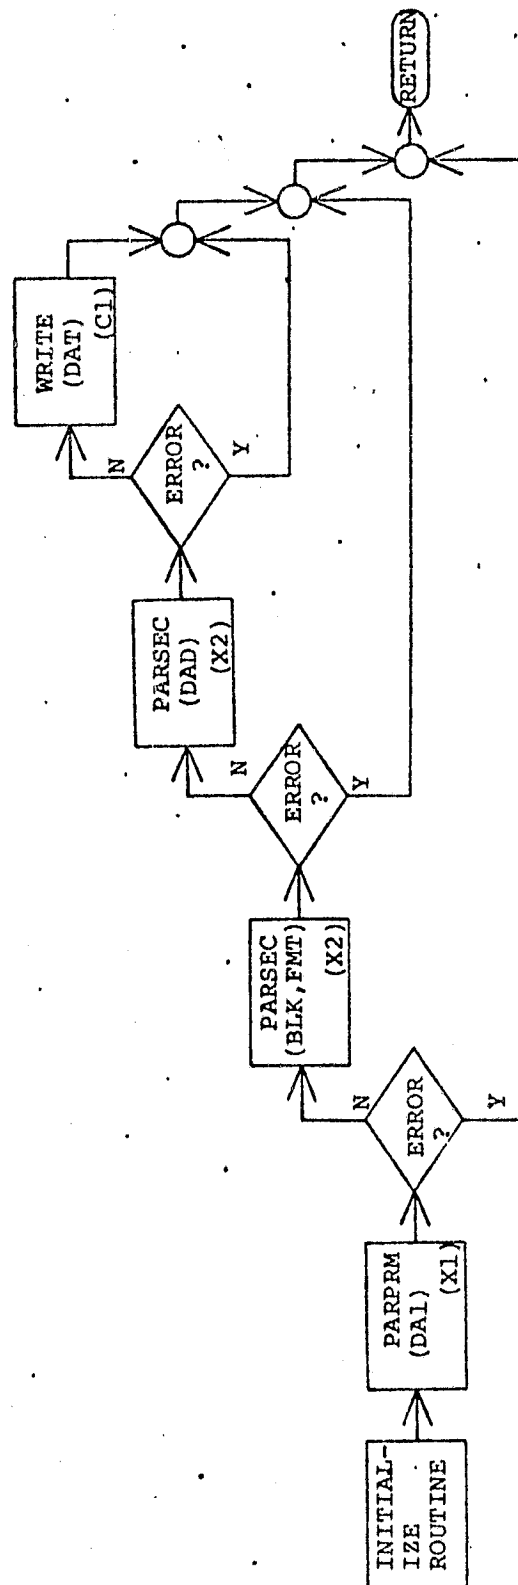 INITIAL-
IZE
ROUTINE
PARPRM
(DA1)
(X1)
ERROR
?
N
Y
PARSEC
(BLK,FMT)
(X2)
ERROR
?
N
Y
PARSEC
(DAD)
(X2)
ERROR
?
N
Y
WRITE
(DAT)
(C1)
RETURN